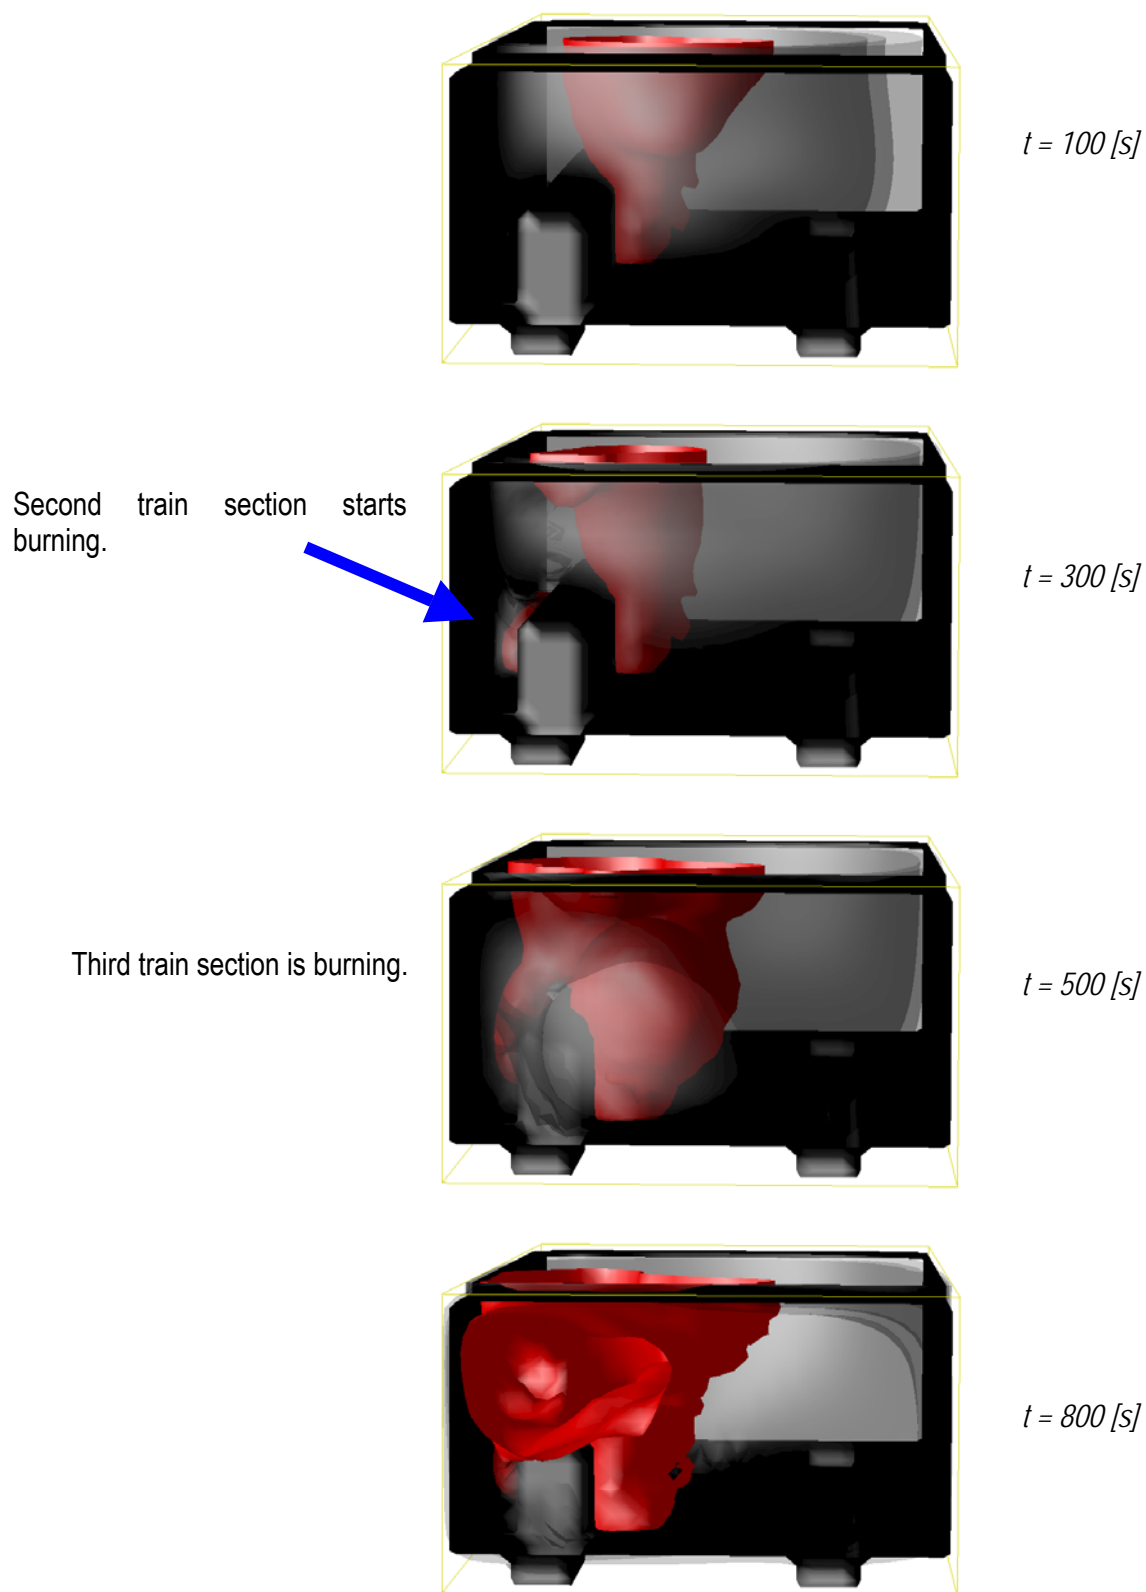 t = 100 [s]
Second train section starts
burning.
t = 300 [s]
Third train section is burning.
t = 500 [s]
t = 800 [s]